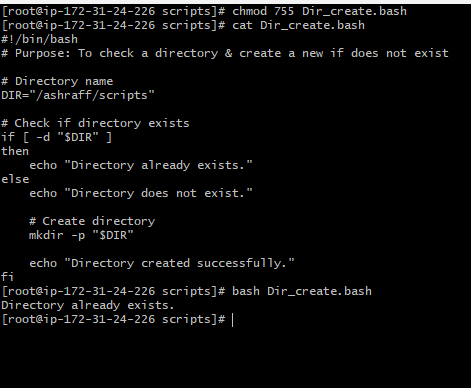 [root@ip-172-31-24-226 scripts]# chmod 755 Dir_create.bash
[root@ip-172-31-24-226 scripts]# cat Dir_create.bash
#!/bin/bash
# Purpose: To check a directory & create a new if does not exist

# Directory name
DIR="/ashraff/scripts"

# Check if directory exists
if [ -d "$DIR" ]
then
    echo "Directory already exists."
else
    echo "Directory does not exist."

    # Create directory
    mkdir -p "$DIR"

    echo "Directory created successfully."
fi
[root@ip-172-31-24-226 scripts]# bash Dir_create.bash
Directory already exists.
[root@ip-172-31-24-226 scripts]#